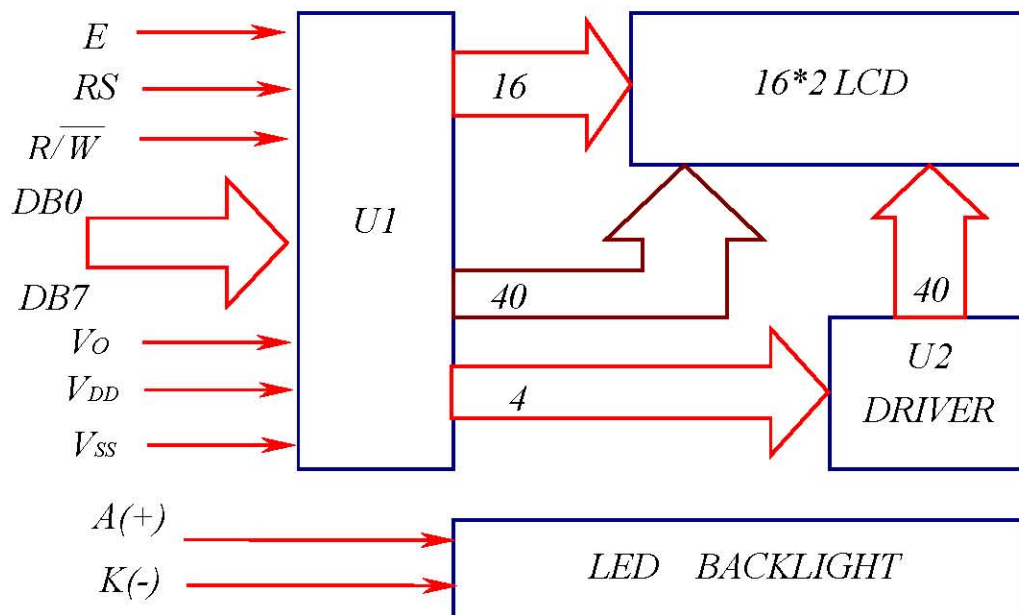 E
RS
R/W̅
DB0
DB7
VO
VDD
VSS
A(+)
K(-)
U1
16
40
4
16*2 LCD
40
U2
DRIVER
LED BACKLIGHT